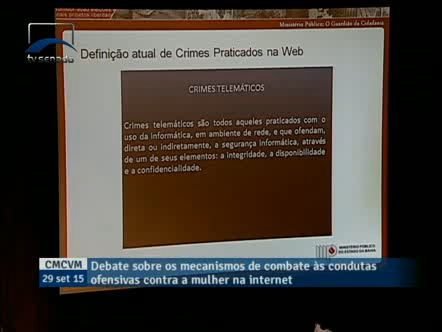 tv senado
Ministério Público: O Guardião da Cidadania
Definição atual de Crimes Praticados na Web
CRIMES TELEMÁTICOS
Crimes telemáticos são todos aqueles praticados com o
uso da informática, em ambiente de rede, e que ofendam,
direta ou indiretamente, a segurança informática, através
de um de seus elementos: a integridade, a disponibilidade
e a confidencialidade.
MINISTÉRIO PÚBLICO
DO ESTADO DA BAHIA
CMCVM
Debate sobre os mecanismos de combate às condutas
29 set 15
ofensivas contra a mulher na internet